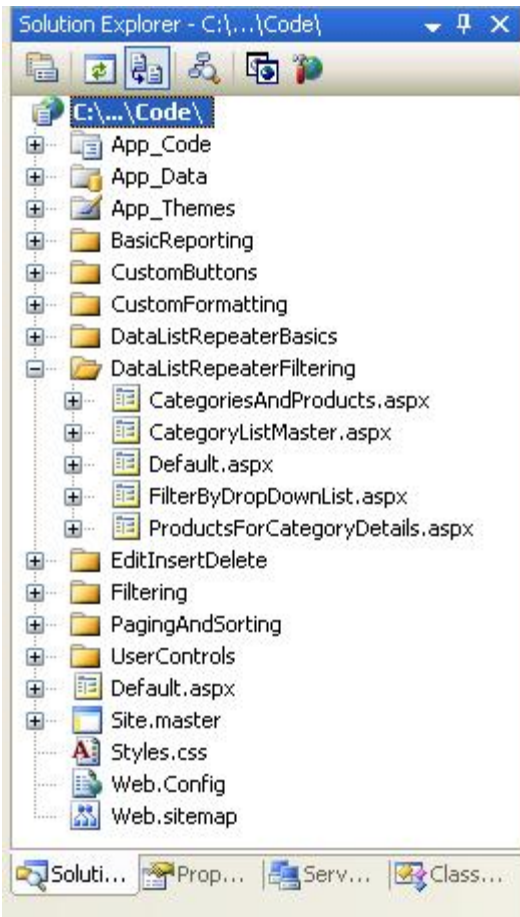 Solution Explorer - C:\...\Code\
C:\...\Code\
App_Code
App_Data
App_Themes
BasicReporting
CustomButtons
CustomFormatting
DataListRepeaterBasics
DataListRepeaterFiltering
CategoriesAndProducts.aspx
CategoryListMaster.aspx
Default.aspx
FilterByDropDownList.aspx
ProductsForCategoryDetails.aspx
EditInsertDelete
Filtering
PagingAndSorting
UserControls
Default.aspx
Site.master
Styles.css
Web.Config
Web.sitemap
Soluti... Prop... Serv... Class...